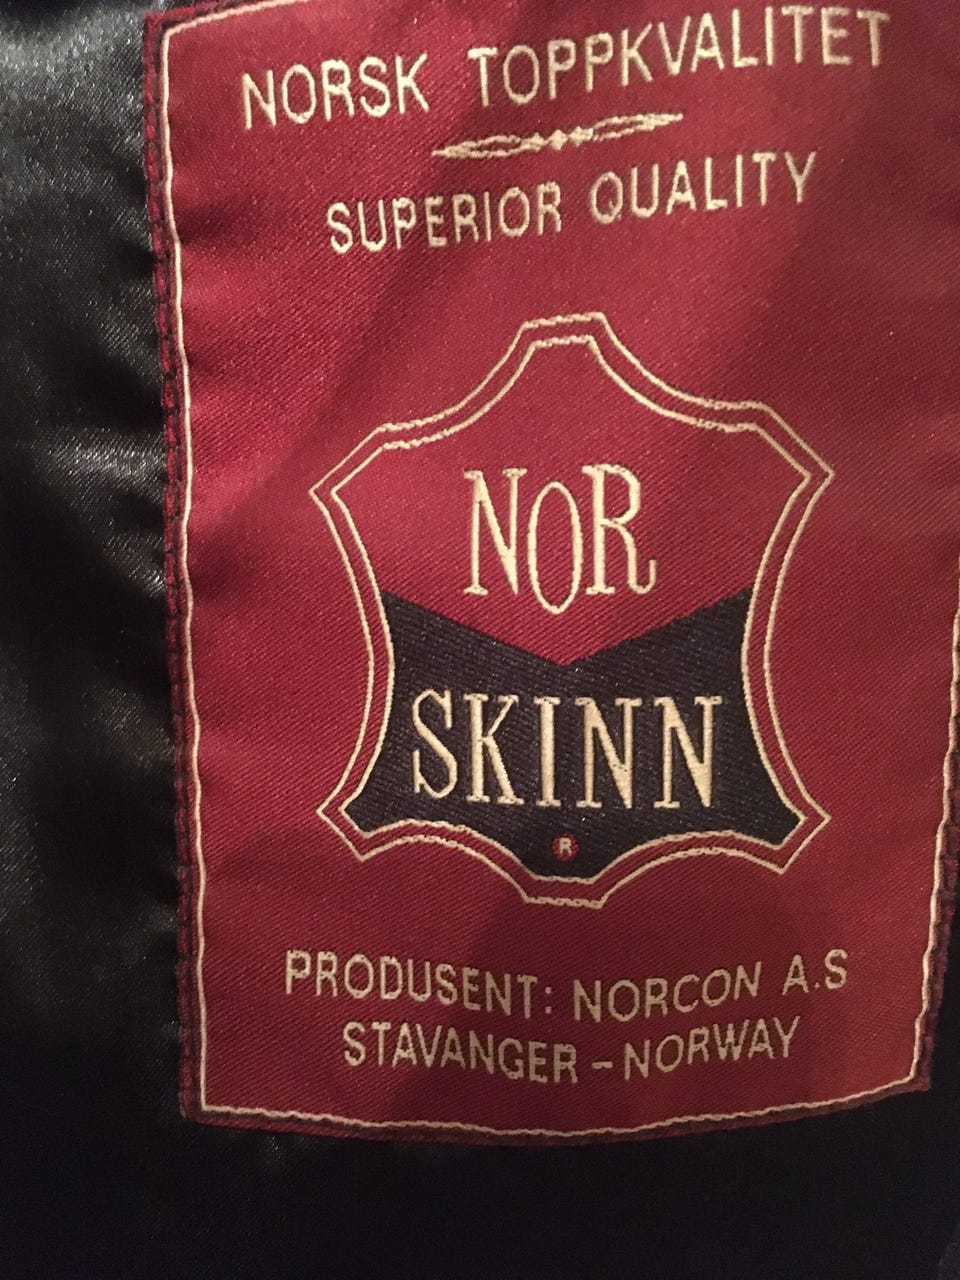 NORSK TOPPKVALITET
SUPERIOR QUALITY
NOR
SKINN
®
PRODUSENT: NORCON A.S
STAVANGER - NORWAY